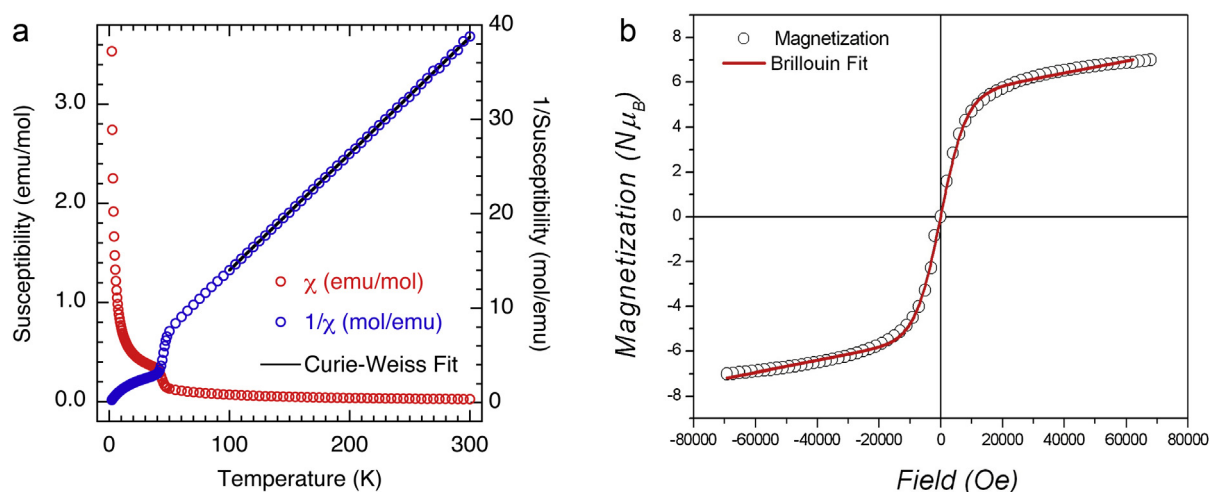 a
40
3.0
30
2.0
20
1.0
10
0.0
0
0
100
200
300
Susceptibility (emu/mol)
1/Susceptibility (mol/emu)
χ (emu/mol)
1/χ (mol/emu)
Curie-Weiss Fit
Temperature (K)
b
Magnetization
Brillouin Fit
8
6
4
2
0
-2
-4
-6
-8
-80000 -60000 -40000 -20000 0 20000 40000 60000 80000
Magnetization (NμB)
Field (Oe)